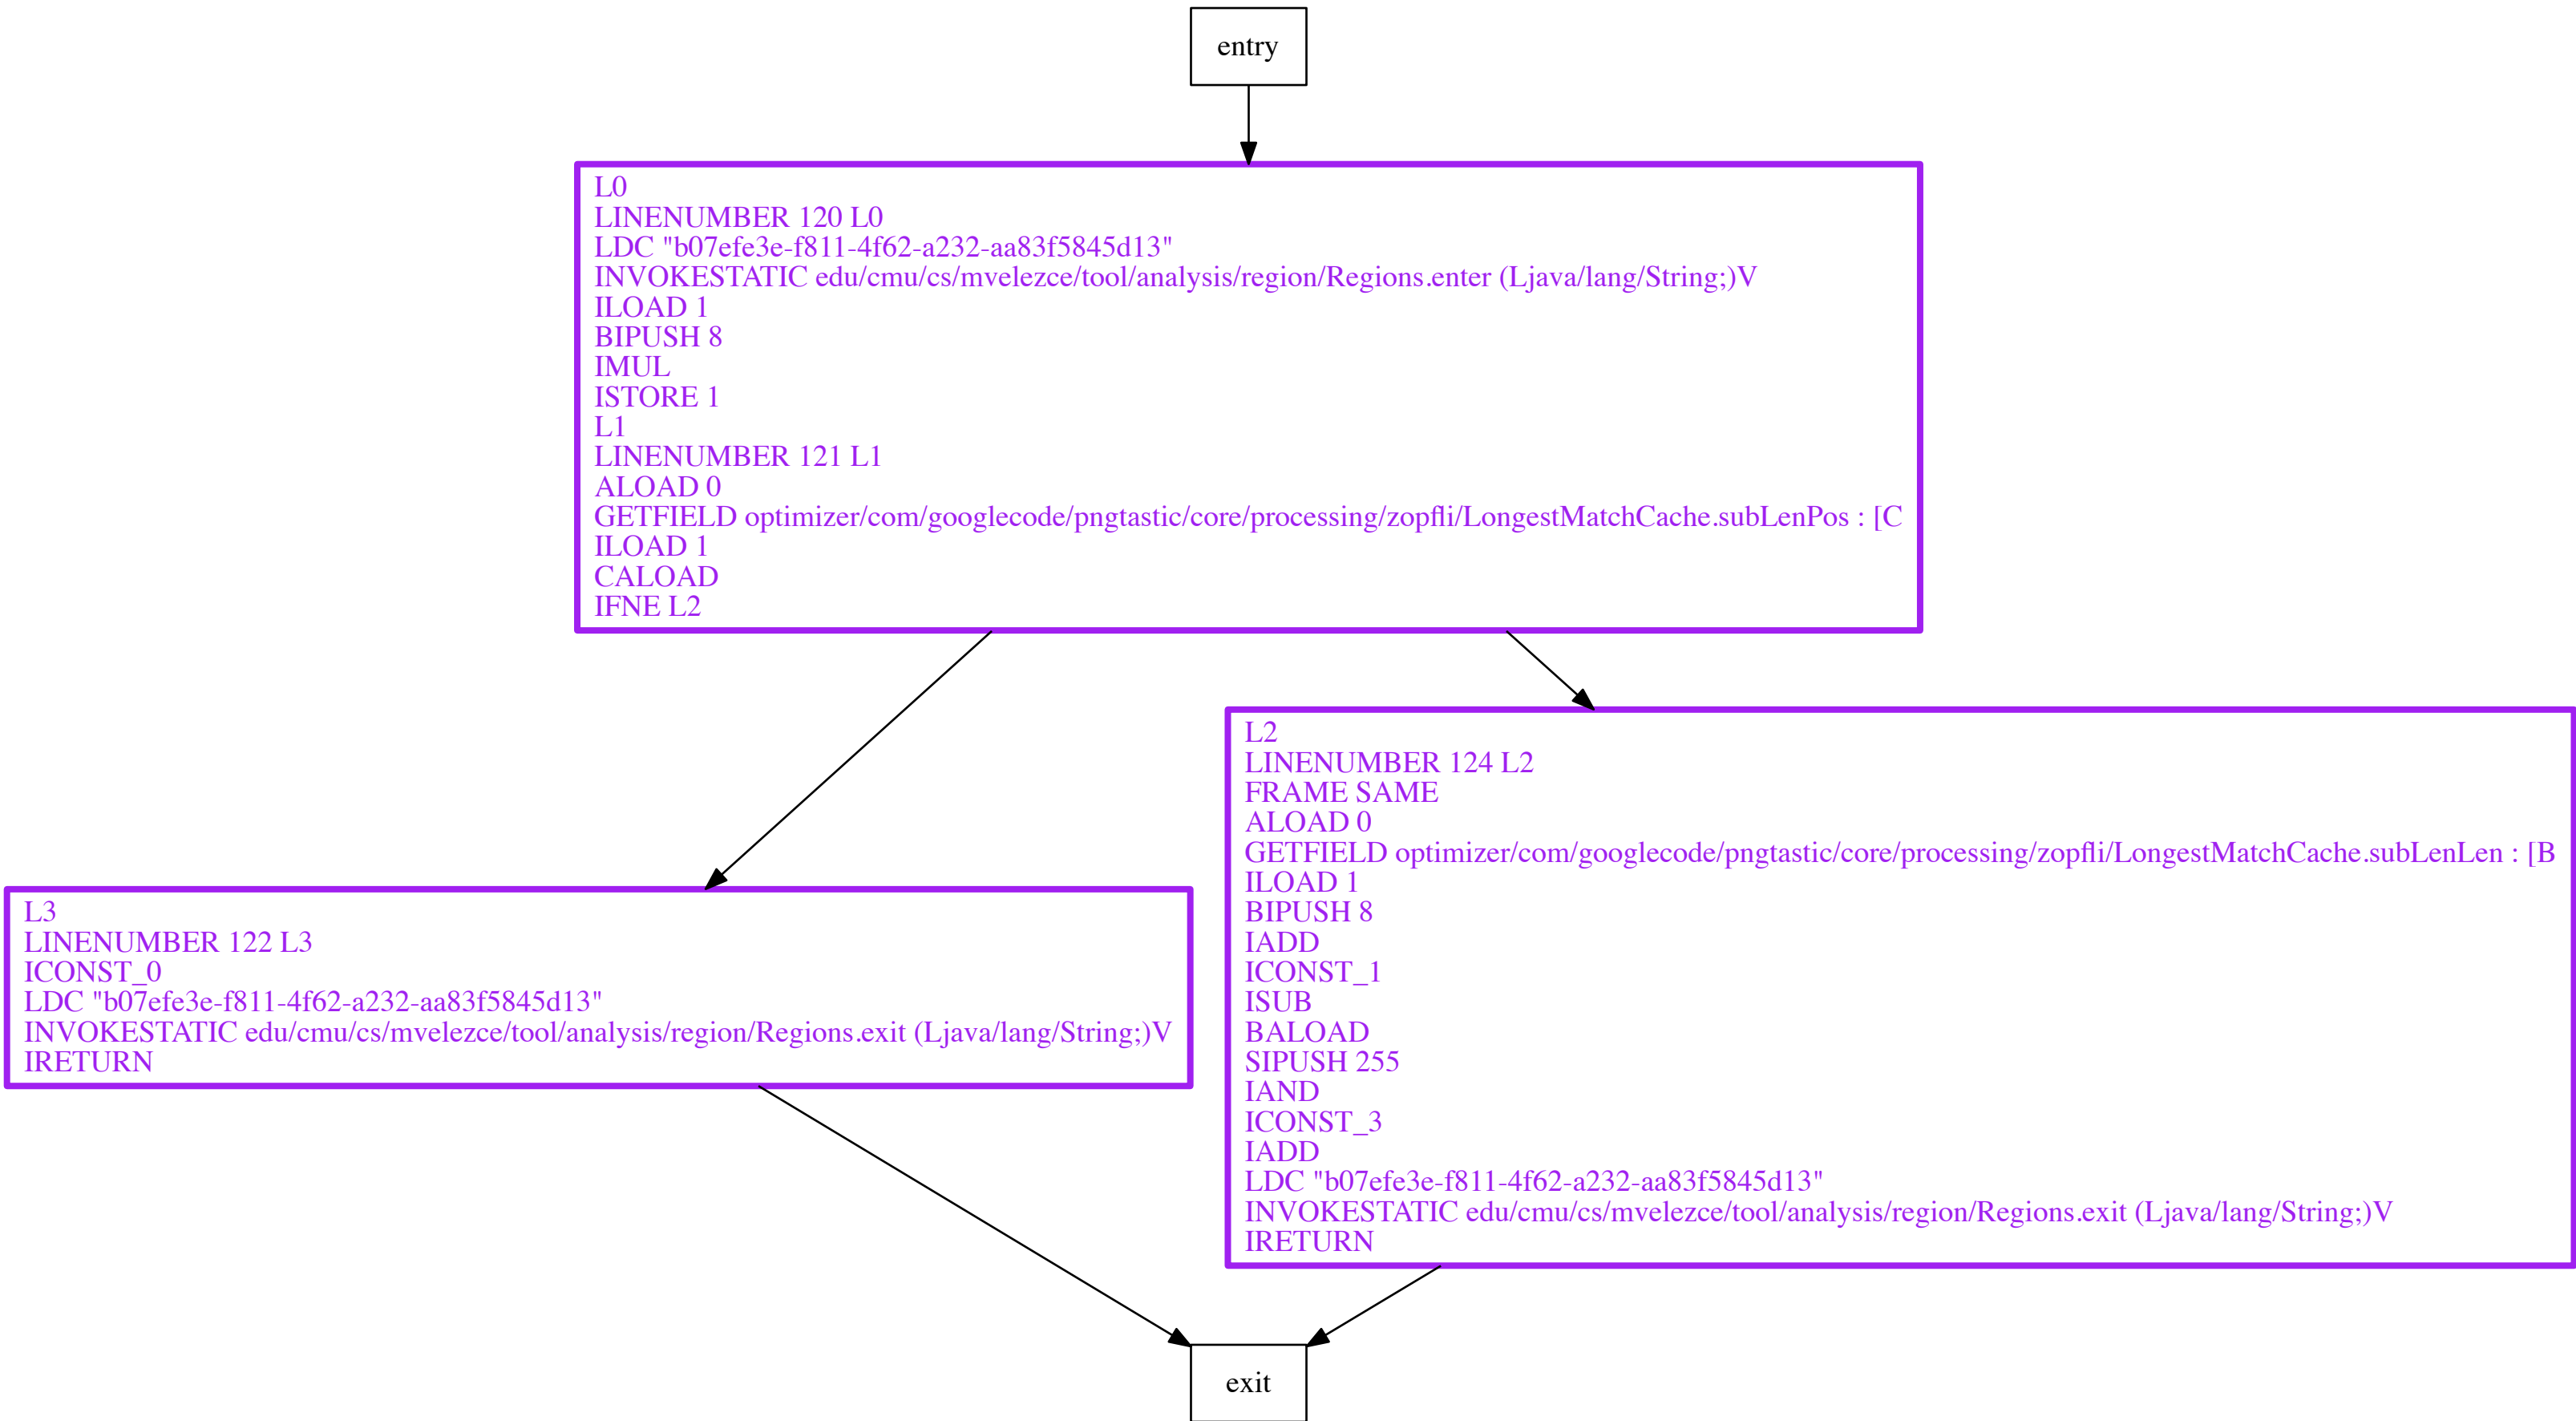 entry
L0
LINENUMBER 120 L0
LDC "b07efe3e-f811-4f62-a232-aa83f5845d13"
INVOKESTATIC edu/cmu/cs/mvelezce/tool/analysis/region/Regions.enter (Ljava/lang/String;)V
ILOAD 1
BIPUSH 8
IMUL
ISTORE 1
L1
LINENUMBER 121 L1
ALOAD 0
GETFIELD optimizer/com/googlecode/pngtastic/core/processing/zopfli/LongestMatchCache.subLenPos : [C
ILOAD 1
CALOAD
IFNE L2
L3
LINENUMBER 122 L3
ICONST_0
LDC "b07efe3e-f811-4f62-a232-aa83f5845d13"
INVOKESTATIC edu/cmu/cs/mvelezce/tool/analysis/region/Regions.exit (Ljava/lang/String;)V
IRETURN
L2
LINENUMBER 124 L2
FRAME SAME
ALOAD 0
GETFIELD optimizer/com/googlecode/pngtastic/core/processing/zopfli/LongestMatchCache.subLenLen : [B
ILOAD 1
BIPUSH 8
IADD
ICONST_1
ISUB
BALOAD
SIPUSH 255
IAND
ICONST_3
IADD
LDC "b07efe3e-f811-4f62-a232-aa83f5845d13"
INVOKESTATIC edu/cmu/cs/mvelezce/tool/analysis/region/Regions.exit (Ljava/lang/String;)V
IRETURN
exit